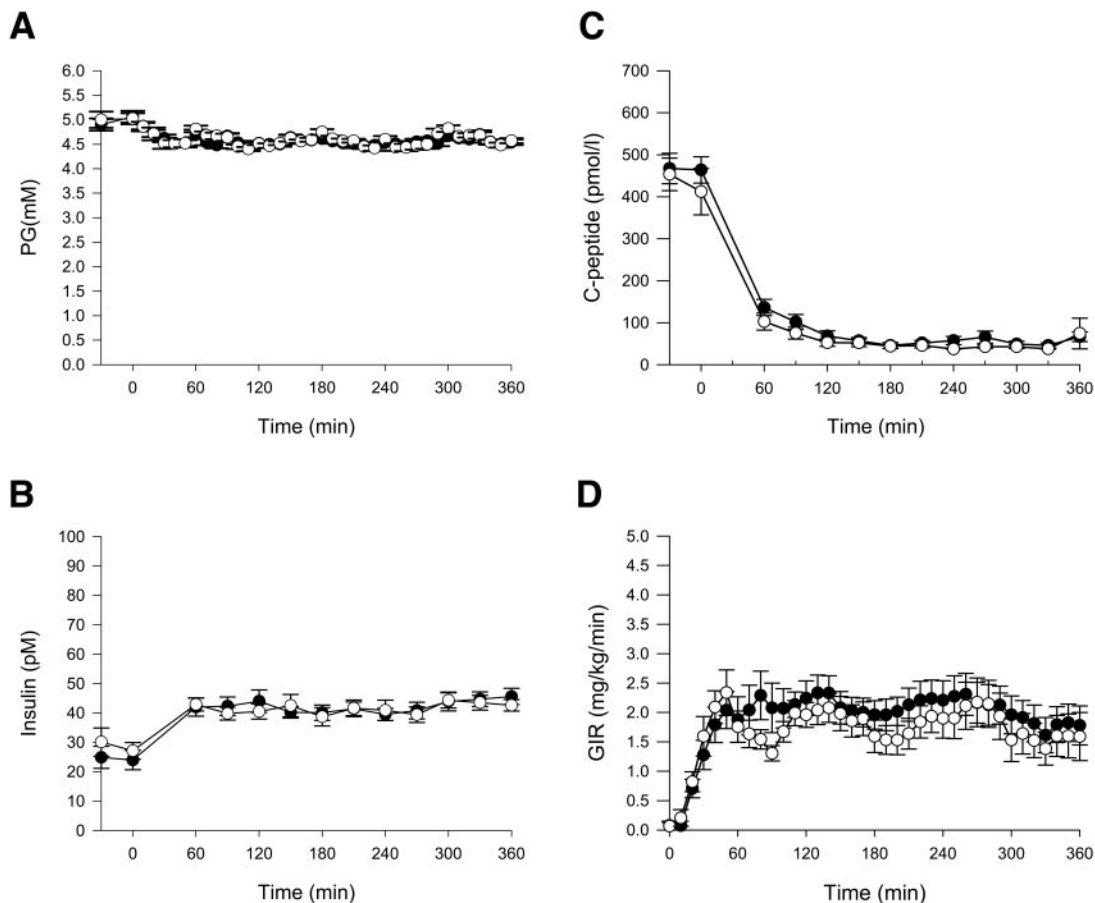 A
6.0
5.5
5.0
4.5
4.0
3.5
3.0
2.5
2.0
1.5
1.0
0.5
0.0
PG(mM)
0 60 120 180 240 300 360
Time (min)
C
700
600
500
400
300
200
100
0
C-peptide (pmol/l)
0 60 120 180 240 300 360
Time (min)
B
100
90
80
70
60
50
40
30
20
10
0
Insulin (pM)
0 60 120 180 240 300 360
Time (min)
D
5.0
4.5
4.0
3.5
3.0
2.5
2.0
1.5
1.0
0.5
0.0
GIR (mg/kg/min)
0 60 120 180 240 300 360
Time (min)